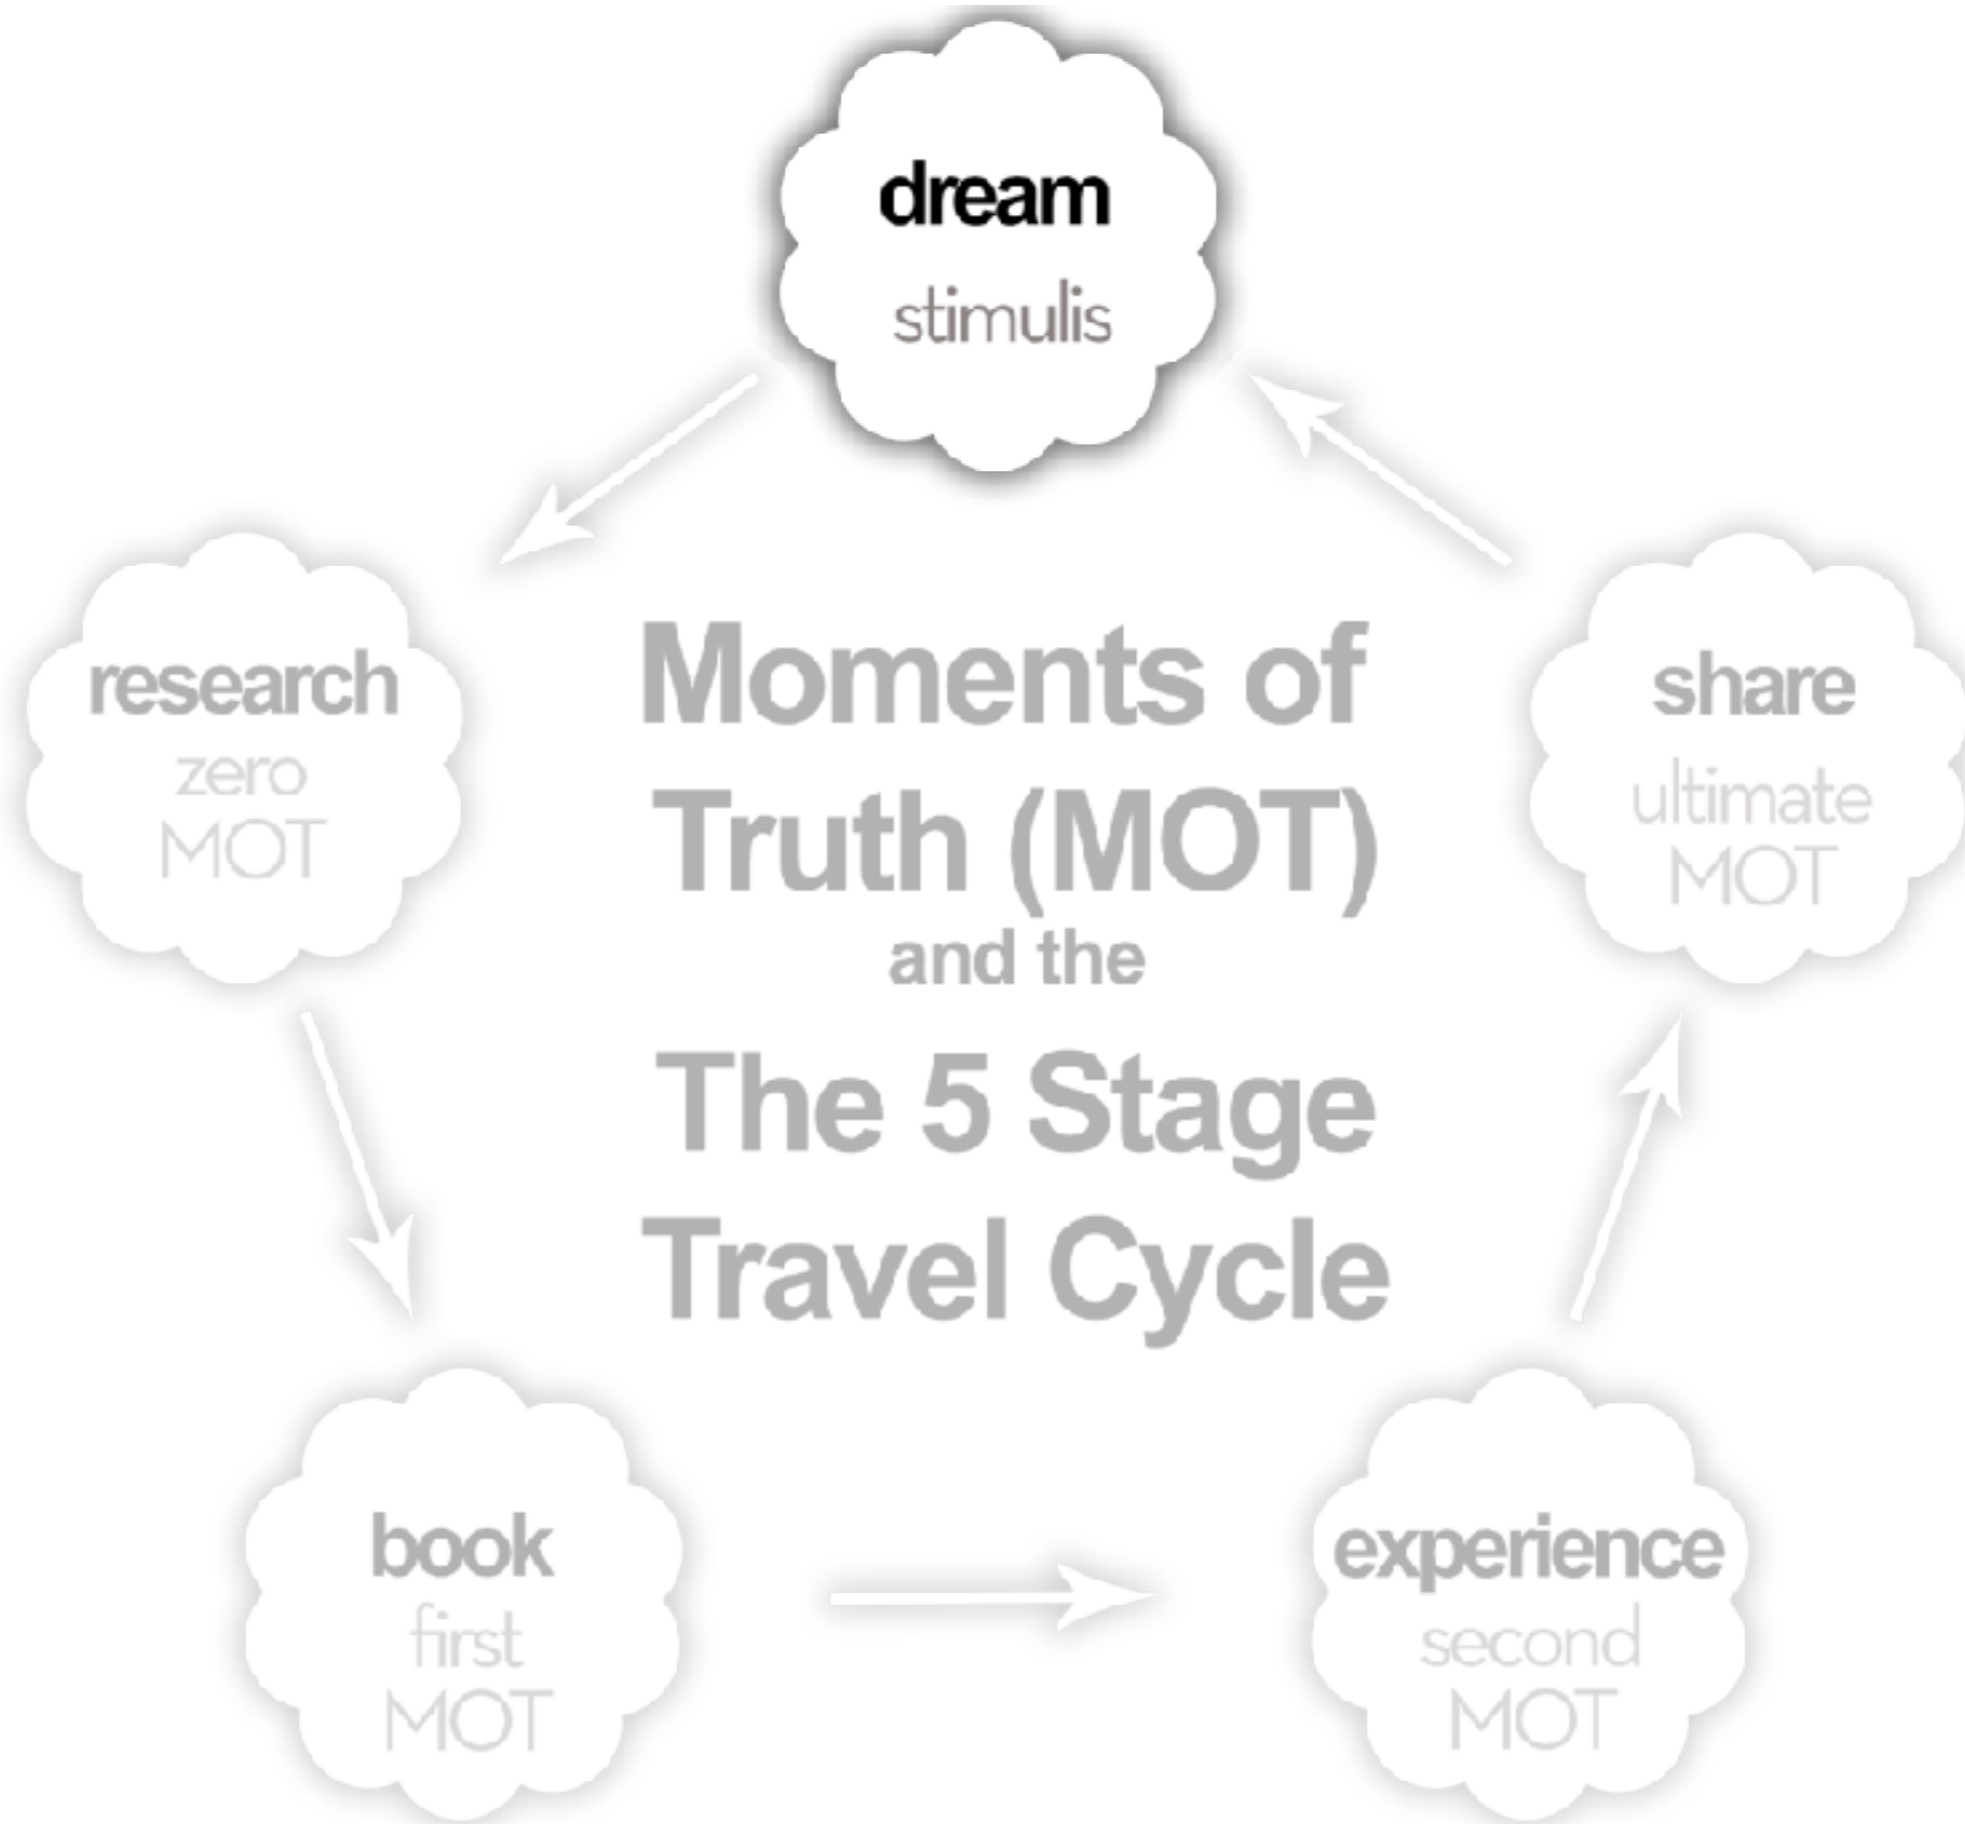 dream
stimulis
research
zero
MOT
Moments of
Truth (MOT)
and the
The 5 Stage
Travel Cycle
share
ultimate
MOT
book
first
MOT
experience
second
MOT